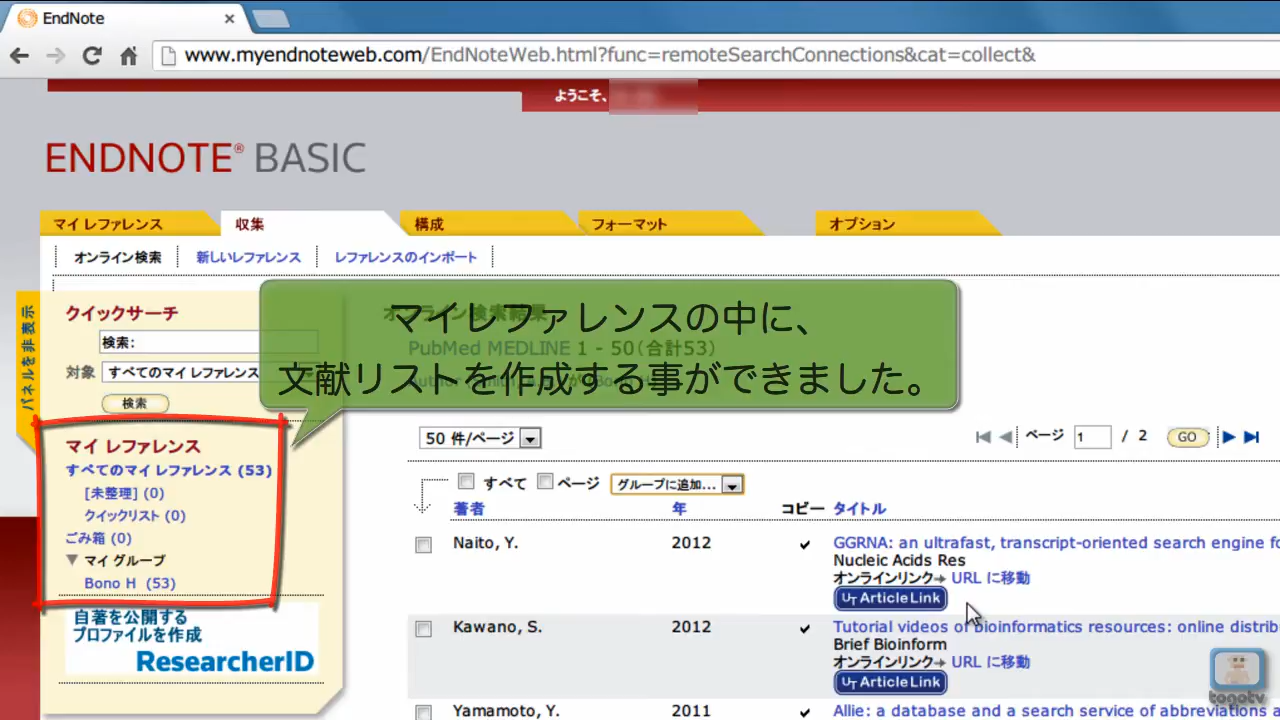 EndNote
www.myendnoteweb.com/EndNoteWeb.html?func=remoteSearchConnections&cat=collect&
ようこそ、
ENDNOTE® BASIC
マイ レファレンス 収集 構成 フォーマット オプション
オンライン検索 新しいレファレンス レファレンスのインポート
パネルを非表示
クイックサーチ
検索:
対象 すべてのマイ レファレンス
検索
オンライン検索結果
PubMed MEDLINE 1 - 50(合計53)
マイレファレンスの中に、
文献リストを作成する事ができました。
マイ レファレンス
すべてのマイ レファレンス (53)
[未整理] (0)
クイックリスト (0)
ごみ箱 (0)
▼ マイ グループ
Bono H (53)
自著を公開する
プロファイルを作成
ResearcherID
50 件/ページ
ページ 1 / 2 GO
すべて ページ グループに追加...
著者 年 コピー タイトル
Naito, Y. 2012 ✔ GGRNA: an ultrafast, transcript-oriented search engine fo
Nucleic Acids Res
オンラインリンク→ URL に移動
UT ArticleLink
Kawano, S. 2012 ✔ Tutorial videos of bioinformatics resources: online distrib
Brief Bioinform
オンラインリンク→ URL に移動
UT ArticleLink
Yamamoto, Y. 2011 ✔ Allie: a database and a search service of abbreviations a
togotv